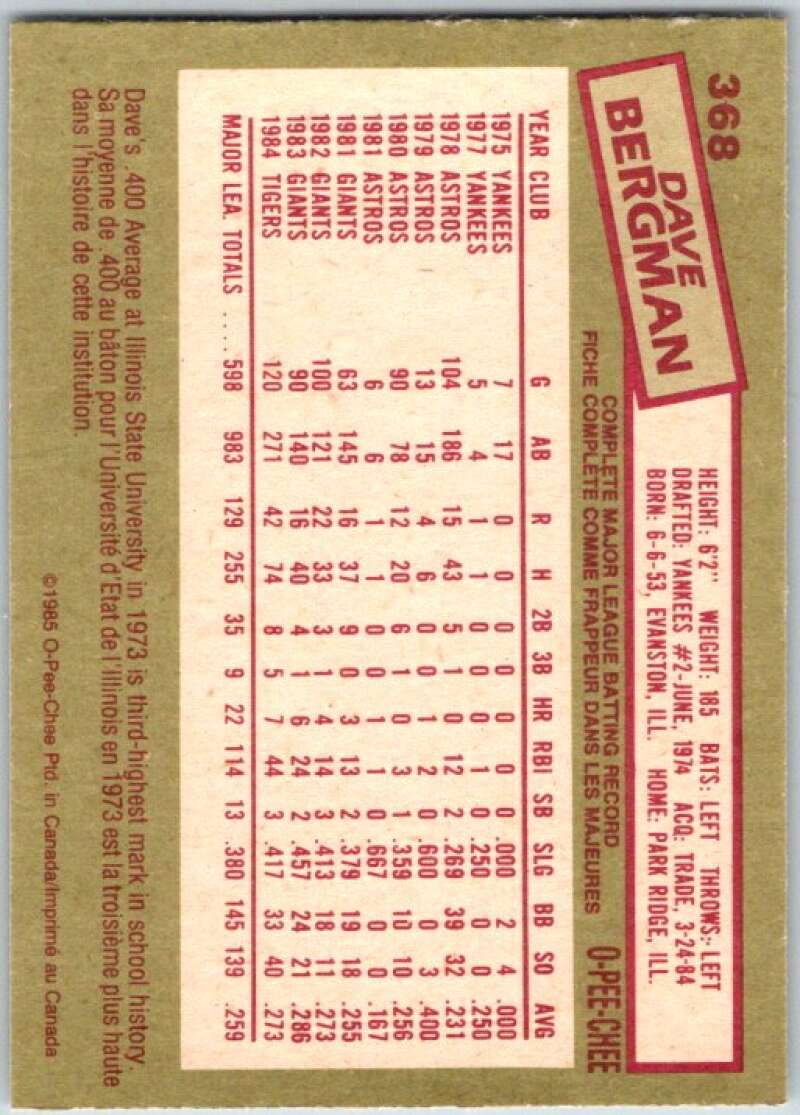 368
DAVE
BERGMAN
HEIGHT: 6'2" WEIGHT: 185 BATS: LEFT THROWS: LEFT
DRAFTED: YANKEES #2-JUNE, 1974 ACQ: TRADE, 3-24-84
BORN: 6-6-53, EVANSTON, ILL. HOME: PARK RIDGE, ILL.
COMPLETE MAJOR LEAGUE BATTING RECORD
FICHE COMPLÈTE COMME FRAPPEUR DANS LES MAJEURES
O-PEE-CHEE
YEAR CLUB G AB R H 2B 3B HR RBI SB SLG BB SO AVG
1975 YANKEES 7 17 0 0 0 0 0 0 0 .000 2 4 .000
1977 YANKEES 5 4 1 1 0 0 0 1 0 .250 0 0 .250
1978 ASTROS 104 186 15 43 5 1 0 12 2 .269 39 32 .231
1979 ASTROS 13 15 4 6 0 0 1 2 0 .600 0 3 .400
1980 ASTROS 90 78 12 20 6 1 0 3 1 .359 10 10 .256
1981 ASTROS 6 6 1 1 0 0 1 1 0 .667 0 0 .167
1981 GIANTS 63 145 16 37 9 0 3 13 2 .379 19 18 .255
1982 GIANTS 100 121 22 33 3 1 4 14 3 .413 18 11 .273
1983 GIANTS 90 140 16 40 4 1 6 24 2 .457 24 21 .286
1984 TIGERS 120 271 42 74 8 5 7 44 3 .417 33 40 .273
MAJOR LEA. TOTALS .... 598 983 129 255 35 9 22 114 13 .380 145 139 .259
Dave's .400 Average at Illinois State University in 1973 is third-highest mark in school history.
Sa moyenne de .400 au bâton pour l'Université d'Etat de l'Illinois en 1973 est la troisième plus haute
dans l'histoire de cette institution.
©1985 O-Pee-Chee Ptd. in Canada/Imprimé au Canada